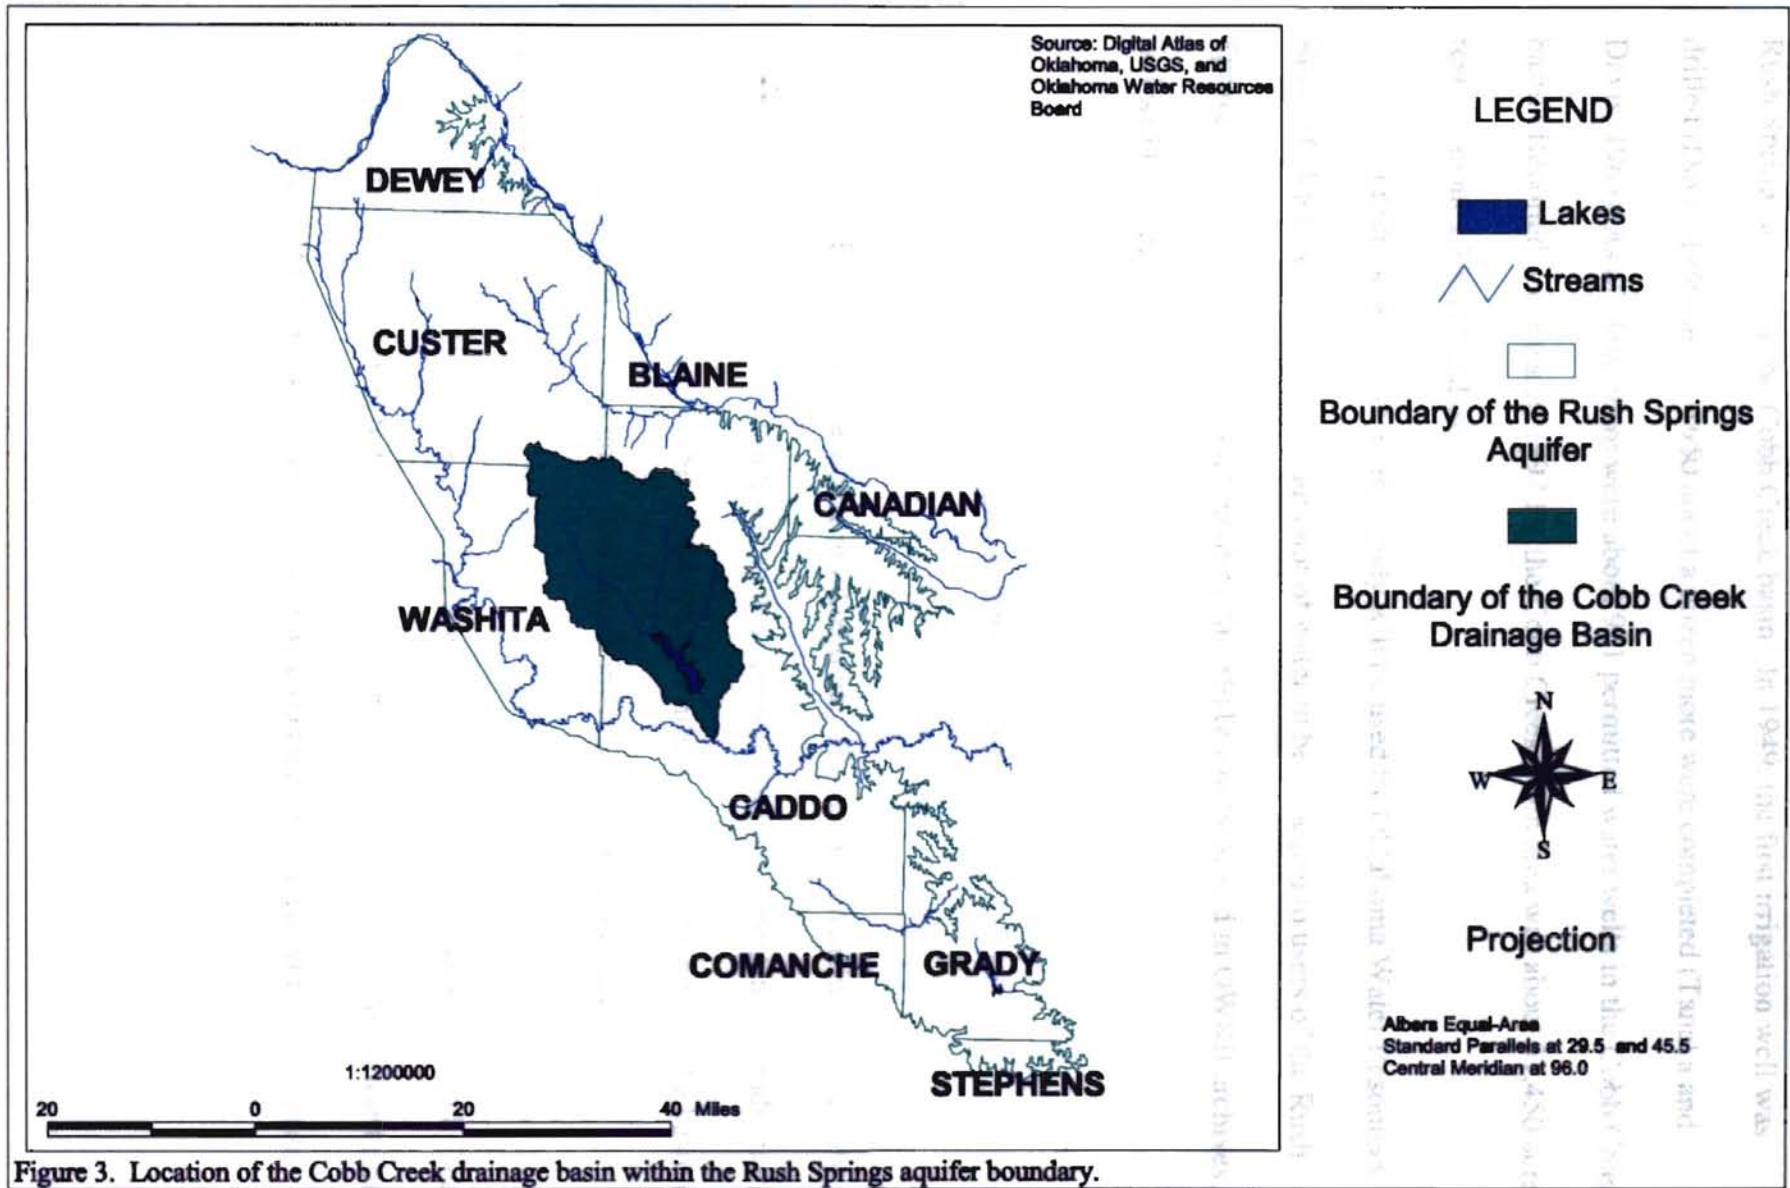 Source: Digital Atlas of
Oklahoma, USGS, and
Oklahoma Water Resources
Board
DEWEY
CUSTER
BLAINE
CANADIAN
WASHITA
CADDO
COMANCHE
GRADY
STEPHENS
1:1200000
20 0 20 40 Miles
LEGEND
Lakes
Streams
Boundary of the Rush Springs
Aquifer
Boundary of the Cobb Creek
Drainage Basin
N
W E
S
Projection
Albers Equal-Area
Standard Parallels at 29.5 and 45.5
Central Meridian at 96.0
Figure 3. Location of the Cobb Creek drainage basin within the Rush Springs aquifer boundary.